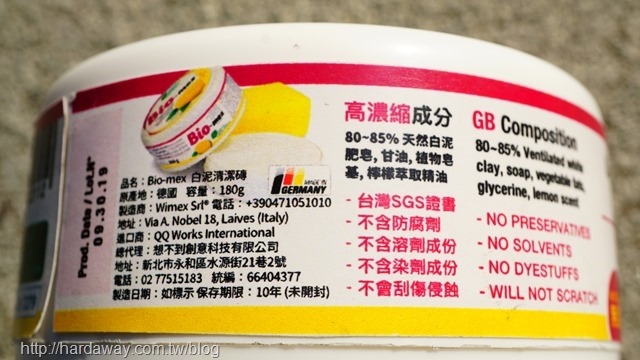 Bio-mex
Bio-mex
Prod. Date / Lot.N°
09.30.19
品名：Bio-mex 白泥清潔磚
原產地：德國 容量：180g
製造商：Wimex Srl® 電話：+390471051010
地址：Via A. Nobel 18, Laives (Italy)
進口商：QQ Works International
總代理：想不到創意科技有限公司
地址：新北市永和區水源街21巷2號
電話：02 77515183 統編：66404377
製造日期：如標示 保存期限：10年 (未開封)
MADE IN
GERMANY
高濃縮成分
80~85% 天然白泥
肥皂, 甘油, 植物皂
基, 檸檬萃取精油
- 台灣SGS證書
- 不含防腐劑
- 不含溶劑成份
- 不含染劑成份
- 不會刮傷侵蝕
GB Composition
80~85% Ventilated white
clay, soap, vegetable bals,
glycerine, lemon scent
- NO PRESERVATIVES
- NO SOLVENTS
- NO DYESTUFFS
- WILL NOT SCRATCH
http://hardaway.com.tw/blog